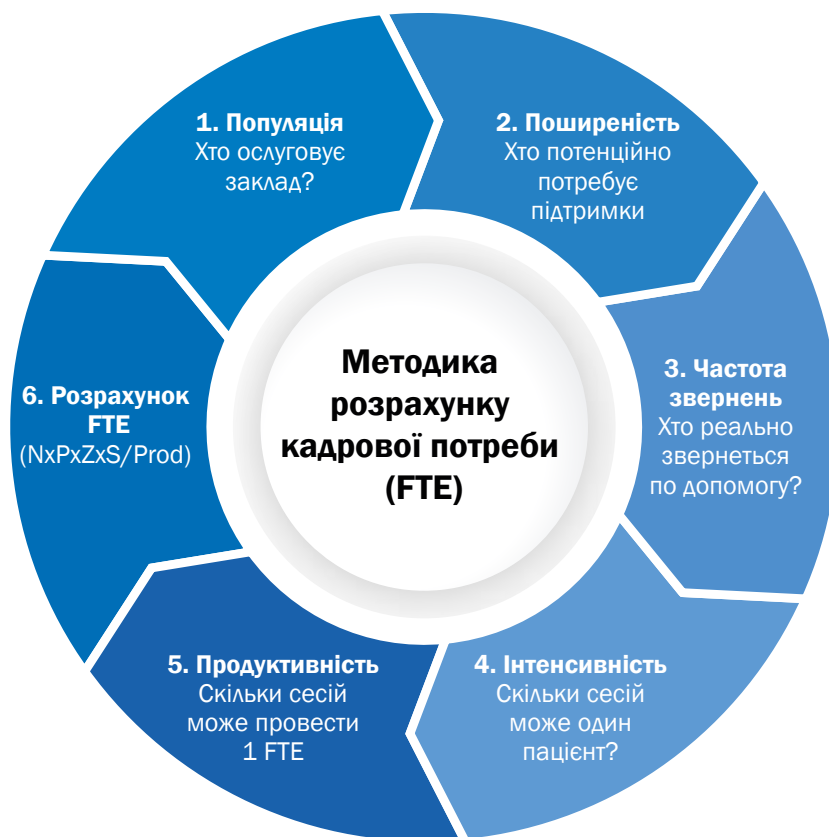 1. Популяція
Хто ослуговує
заклад?
2. Поширеність
Хто потенційно
потребує
підтримки
3. Частота
звернень
Хто реально
звернеться
по допомогу?
4. Інтенсивність
Скільки сесій
може один
пацієнт?
5. Продуктивність
Скільки сесій
може провести
1 FTE
6. Розрахунок
FTE
(NxPxZxS/Prod)
Методика
розрахунку
кадрової потреби
(FTE)